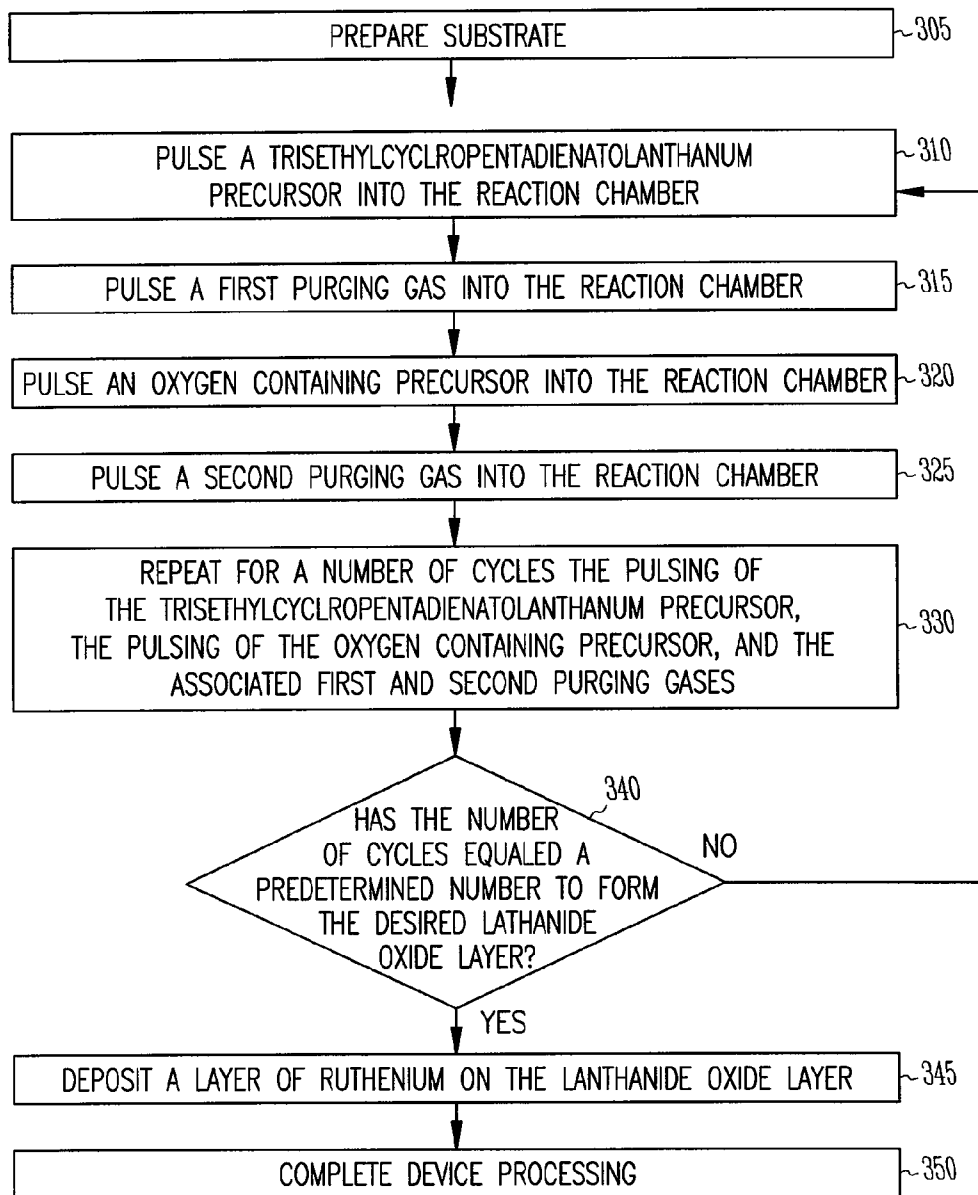 PREPARE SUBSTRATE
305
PULSE A TRISETHYLCYCLROPENTADIENATOLANTHANUM
PRECURSOR INTO THE REACTION CHAMBER
310
PULSE A FIRST PURGING GAS INTO THE REACTION CHAMBER
315
PULSE AN OXYGEN CONTAINING PRECURSOR INTO THE REACTION CHAMBER
320
PULSE A SECOND PURGING GAS INTO THE REACTION CHAMBER
325
REPEAT FOR A NUMBER OF CYCLES THE PULSING OF
THE TRISETHYLCYCLROPENTADIENATOLANTHANUM PRECURSOR,
THE PULSING OF THE OXYGEN CONTAINING PRECURSOR, AND THE
ASSOCIATED FIRST AND SECOND PURGING GASES
330
340
HAS THE NUMBER
OF CYCLES EQUALED A
PREDETERMINED NUMBER TO FORM
THE DESIRED LATHANIDE
OXIDE LAYER?
NO
YES
DEPOSIT A LAYER OF RUTHENIUM ON THE LANTHANIDE OXIDE LAYER
345
COMPLETE DEVICE PROCESSING
350